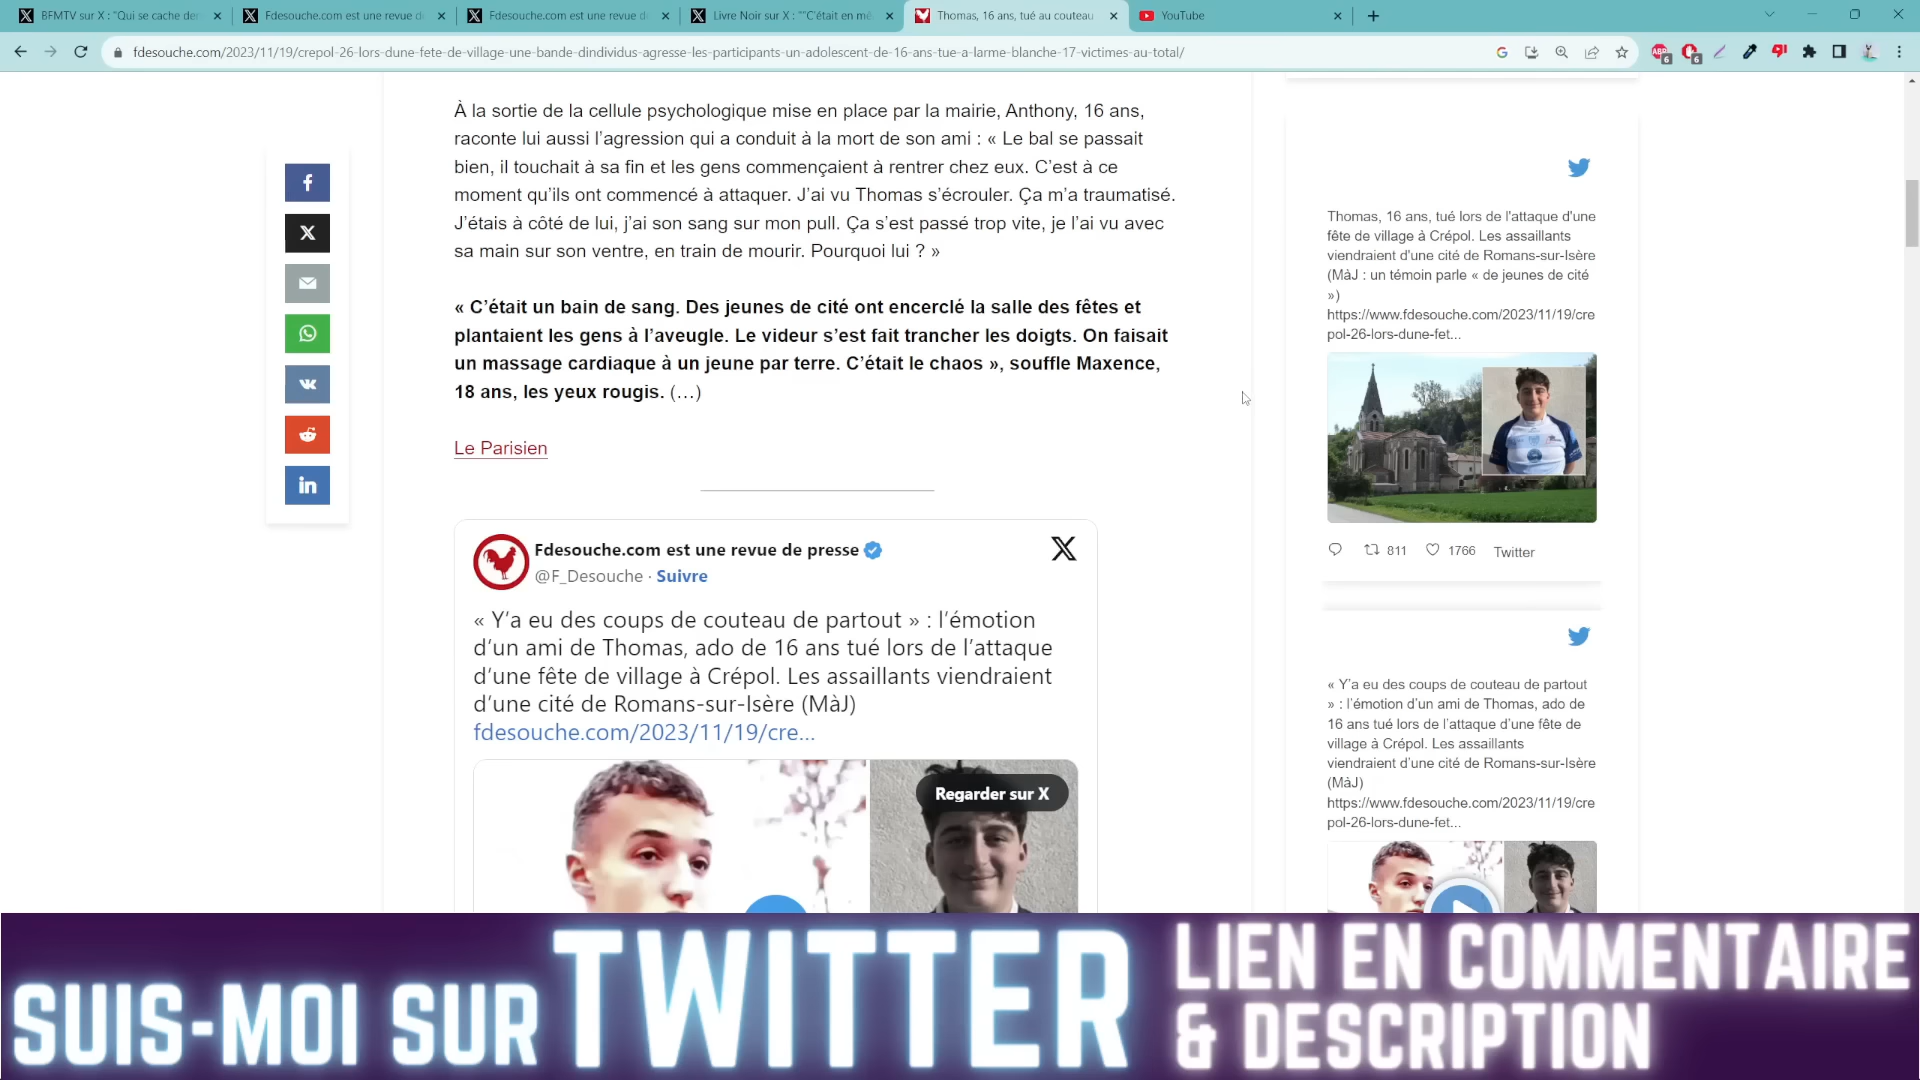 BFMTV sur X : "Qui se cache der
Fdesouche.com est une revue d
Fdesouche.com est une revue de
Livre Noir sur X : ""C'était en mé
Thomas, 16 ans, tué au couteau
YouTube
fdesouche.com/2023/11/19/crepol-26-lors-dune-fete-de-village-une-bande-dindividus-agresse-les-participants-un-adolescent-de-16-ans-tue-a-larme-blanche-17-victimes-au-total/
À la sortie de la cellule psychologique mise en place par la mairie, Anthony, 16 ans,
raconte lui aussi l'agression qui a conduit à la mort de son ami : « Le bal se passait
bien, il touchait à sa fin et les gens commençaient à rentrer chez eux. C'est à ce
moment qu'ils ont commencé à attaquer. J'ai vu Thomas s'écrouler. Ça m'a traumatisé.
J'étais à côté de lui, j'ai son sang sur mon pull. Ça s'est passé trop vite, je l'ai vu avec
sa main sur son ventre, en train de mourir. Pourquoi lui ? »
« C'était un bain de sang. Des jeunes de cité ont encerclé la salle des fêtes et
plantaient les gens à l'aveugle. Le videur s'est fait trancher les doigts. On faisait
un massage cardiaque à un jeune par terre. C'était le chaos », souffle Maxence,
18 ans, les yeux rougis. (…)
Le Parisien
Fdesouche.com est une revue de presse
@F_Desouche · Suivre
« Y'a eu des coups de couteau de partout » : l'émotion
d'un ami de Thomas, ado de 16 ans tué lors de l'attaque
d'une fête de village à Crépol. Les assaillants viendraient
d'une cité de Romans-sur-Isère (MàJ)
fdesouche.com/2023/11/19/cre...
Regarder sur X
Thomas, 16 ans, tué lors de l'attaque d'une
fête de village à Crépol. Les assaillants
viendraient d'une cité de Romans-sur-Isère
(MàJ : un témoin parle « de jeunes de cité
»)
https://www.fdesouche.com/2023/11/19/cre
pol-26-lors-dune-fet...
811 1766 Twitter
« Y'a eu des coups de couteau de partout
» : l'émotion d'un ami de Thomas, ado de
16 ans tué lors de l'attaque d'une fête de
village à Crépol. Les assaillants
viendraient d'une cité de Romans-sur-Isère
(MàJ)
https://www.fdesouche.com/2023/11/19/cre
pol-26-lors-dune-fet...
SUIS-MOI SUR TWITTER
LIEN EN COMMENTAIRE
& DESCRIPTION